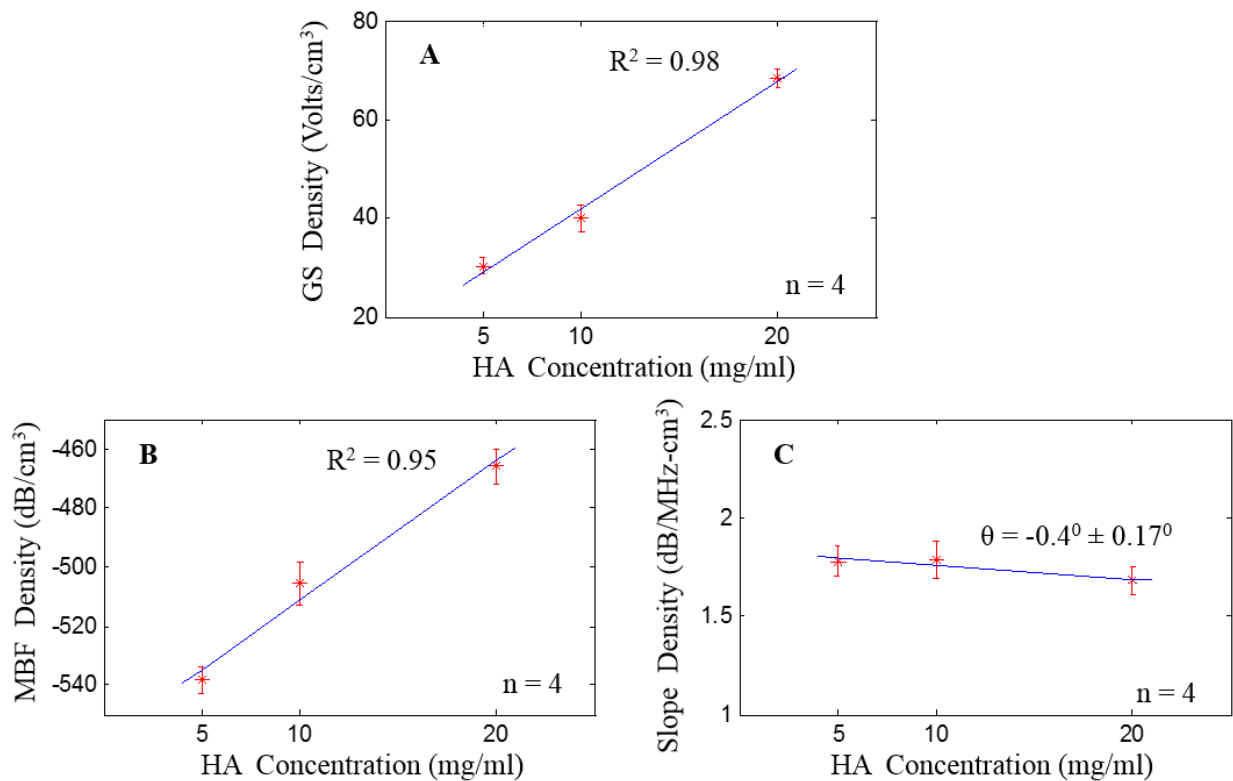 A
R² = 0.98
GS Density (Volts/cm³)
80
60
40
20
n = 4
5 10 20
HA Concentration (mg/ml)
B
R² = 0.95
MBF Density (dB/cm³)
-460
-480
-500
-520
-540
n = 4
5 10 20
HA Concentration (mg/ml)
C
θ = -0.4⁰ ± 0.17⁰
Slope Density (dB/MHz-cm³)
2.5
2
1.5
1
n = 4
5 10 20
HA Concentration (mg/ml)